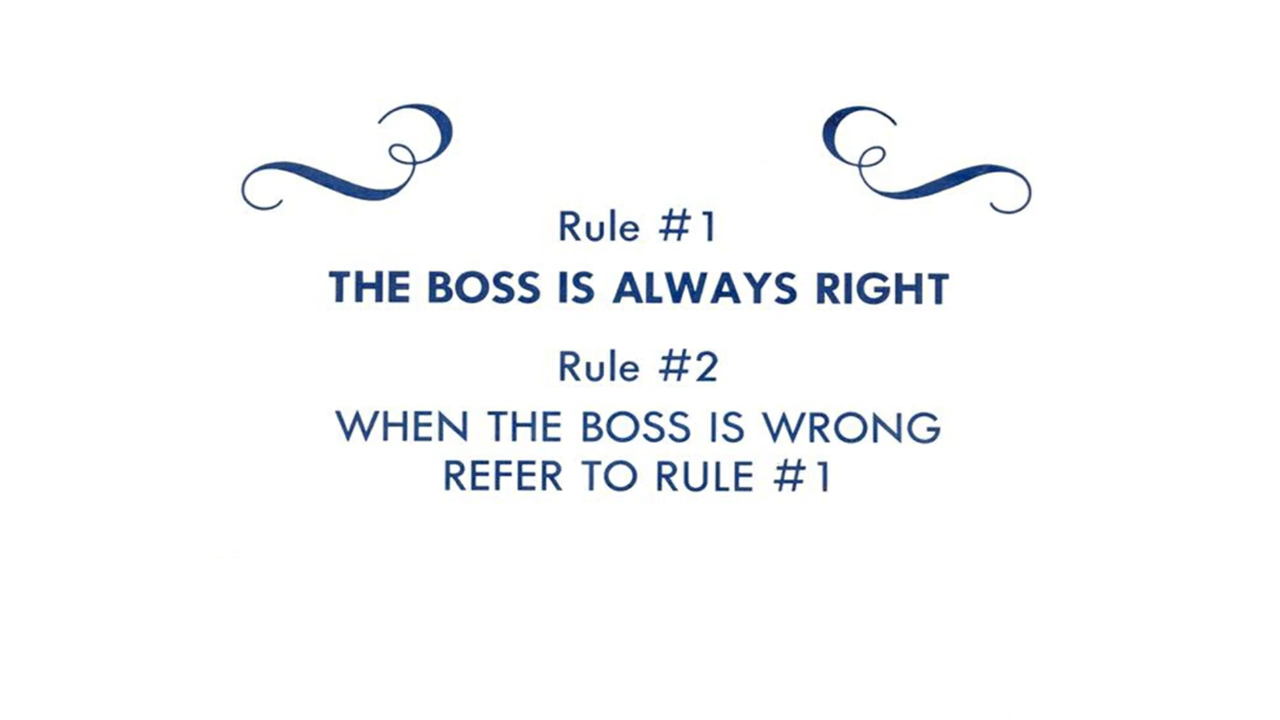 Rule #1
THE BOSS IS ALWAYS RIGHT
Rule #2
WHEN THE BOSS IS WRONG
REFER TO RULE #1